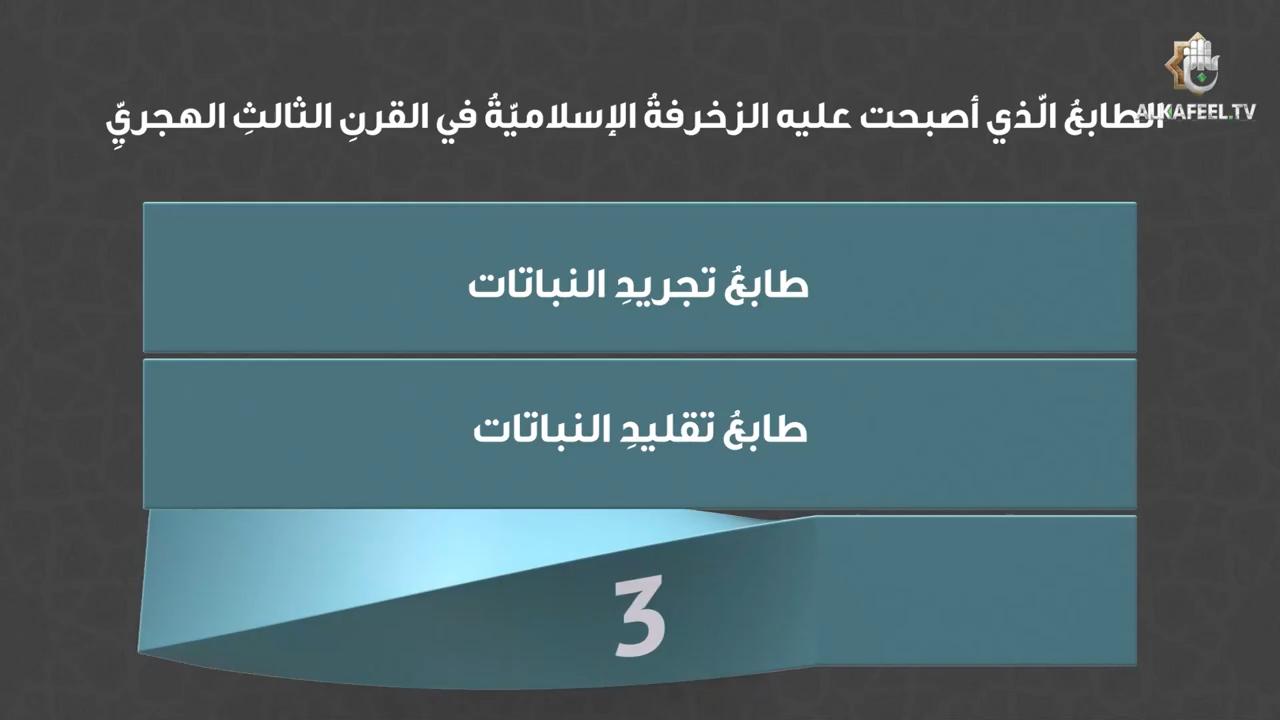 ALKAFEEL.TV
الطابعُ الّذي أصبحت عليه الزخرفةُ الإسلاميّةُ في القرنِ الثالثِ الهجريِّ
طابعُ تجريدِ النباتات
طابعُ تقليدِ النباتات
3